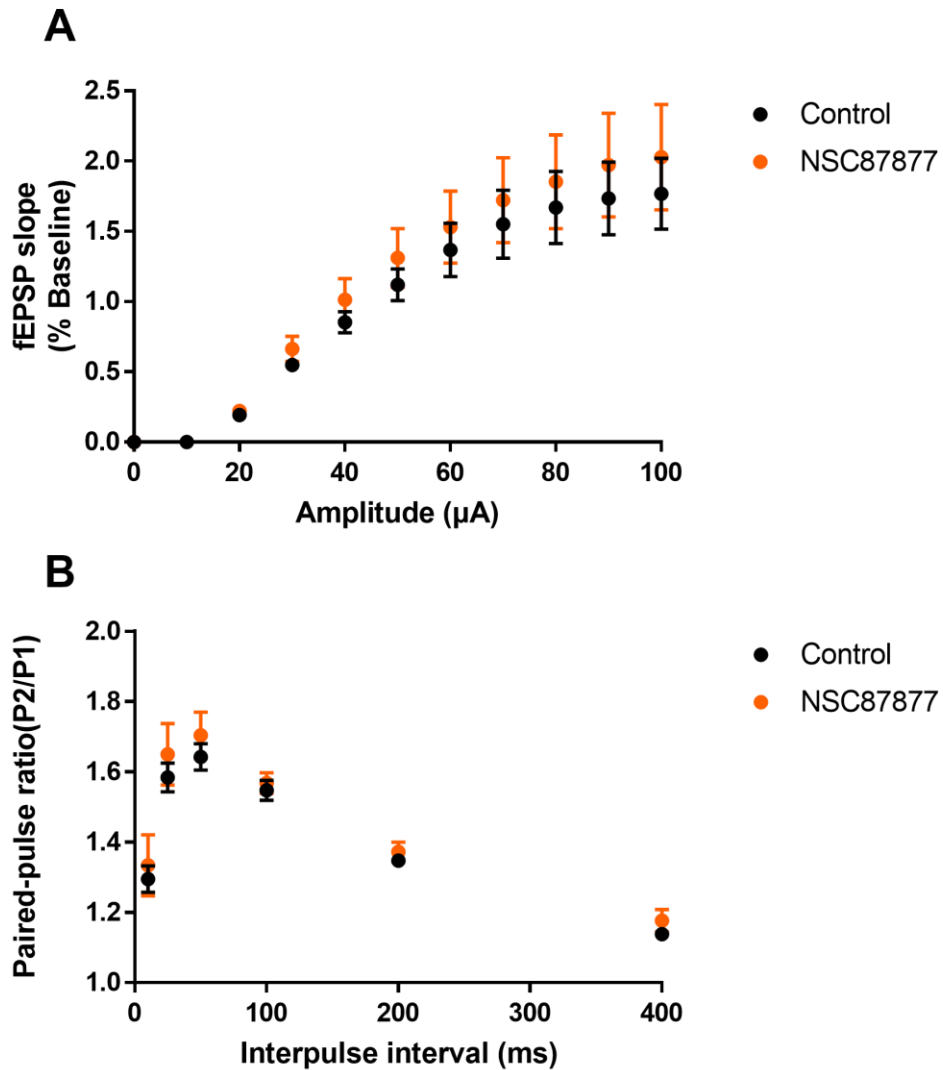 A
2.5
2.0
1.5
1.0
0.5
0.0
fEPSP slope
(% Baseline)
0 20 40 60 80 100
Amplitude (μA)
Control
NSC87877
B
2.0
1.8
1.6
1.4
1.2
1.0
Paired-pulse ratio(P2/P1)
0 100 200 300 400
Interpulse interval (ms)
Control
NSC87877